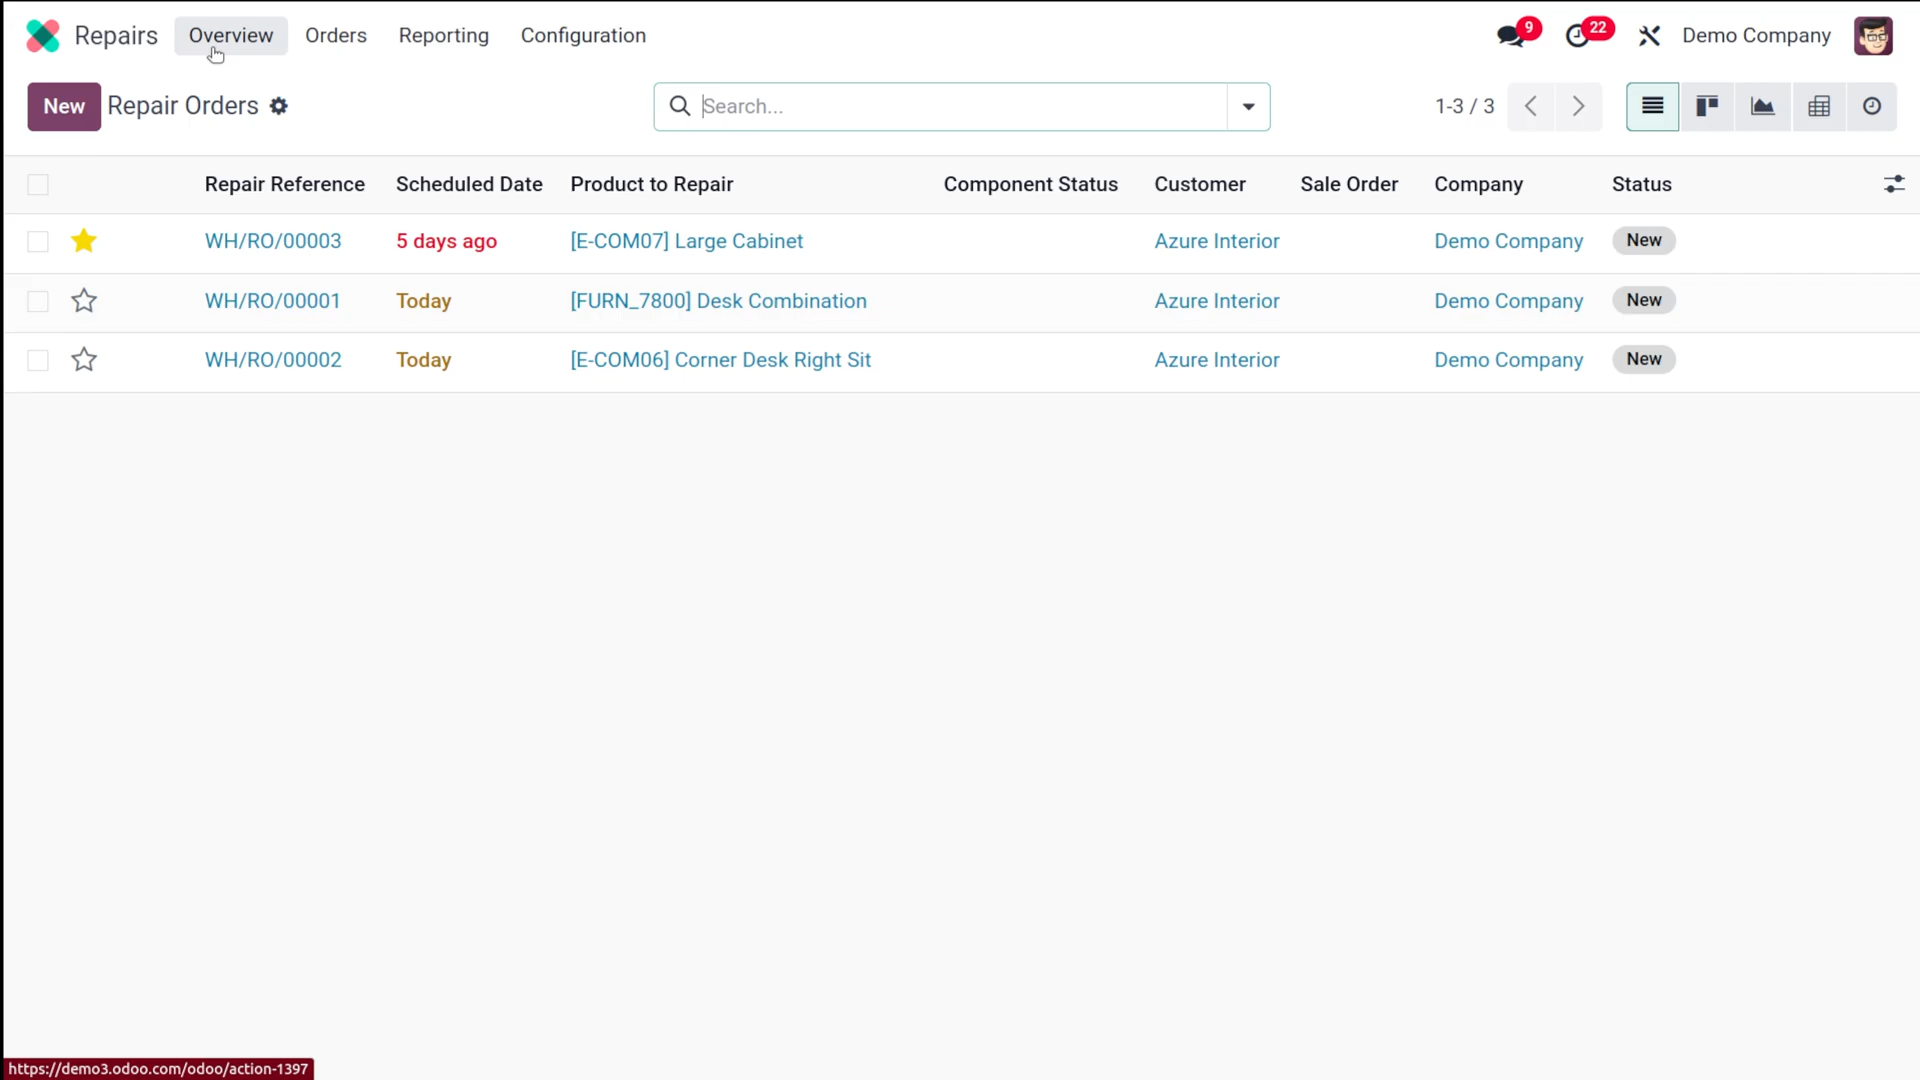 Repairs Overview Orders Reporting Configuration 9 22 Demo Company
New Repair Orders Search... 1-3 / 3
Repair Reference Scheduled Date Product to Repair Component Status Customer Sale Order Company Status
WH/RO/00003 5 days ago [E-COM07] Large Cabinet Azure Interior Demo Company New
WH/RO/00001 Today [FURN_7800] Desk Combination Azure Interior Demo Company New
WH/RO/00002 Today [E-COM06] Corner Desk Right Sit Azure Interior Demo Company New
https://demo3.odoo.com/odoo/action-1397